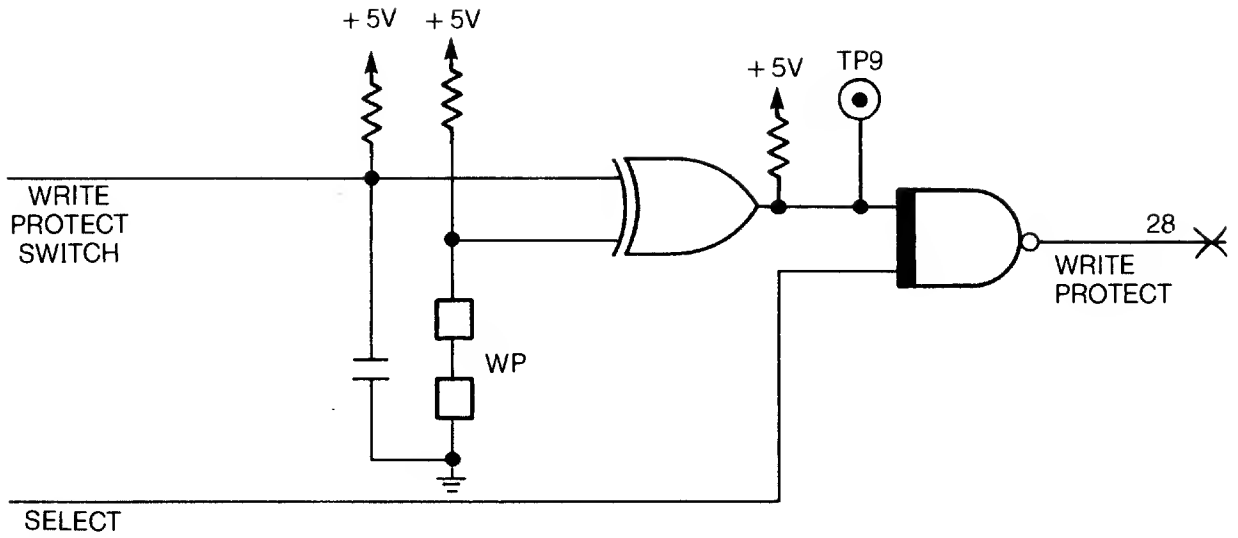 + 5V
+ 5V
+ 5V
TP9
WRITE
PROTECT
SWITCH
28
WRITE
PROTECT
WP
SELECT